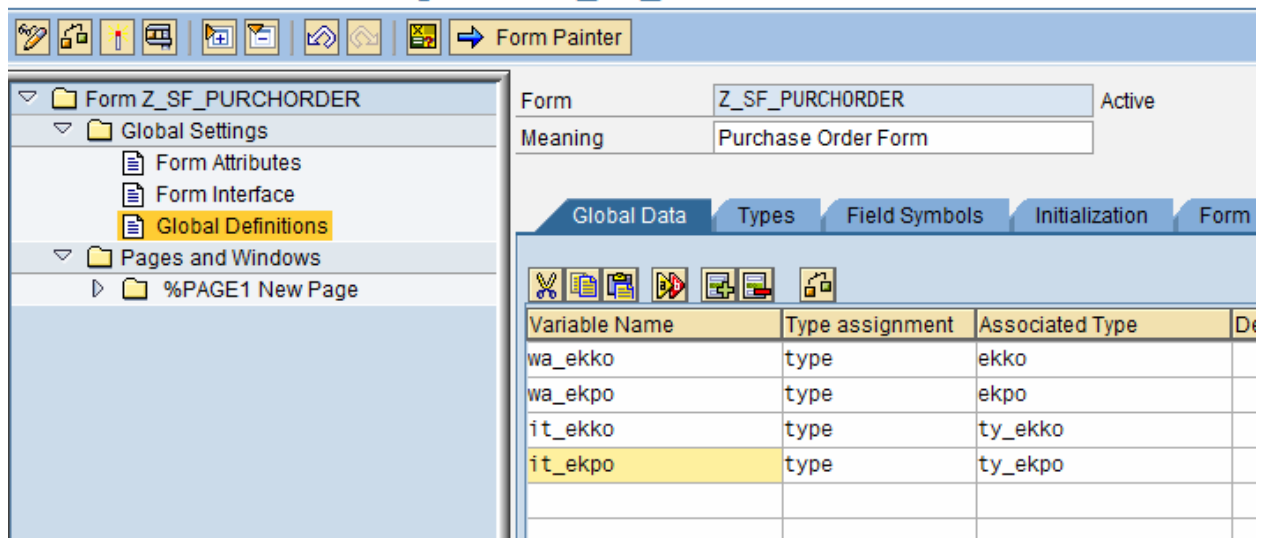 Form Painter
Form Z_SF_PURCHORDER
Global Settings
Form Attributes
Form Interface
Global Definitions
Pages and Windows
%PAGE1 New Page
Form Z_SF_PURCHORDER Active
Meaning Purchase Order Form
Global Data Types Field Symbols Initialization Form
Variable Name Type assignment Associated Type
wa_ekko type ekko
wa_ekpo type ekpo
it_ekko type ty_ekko
it_ekpo type ty_ekpo